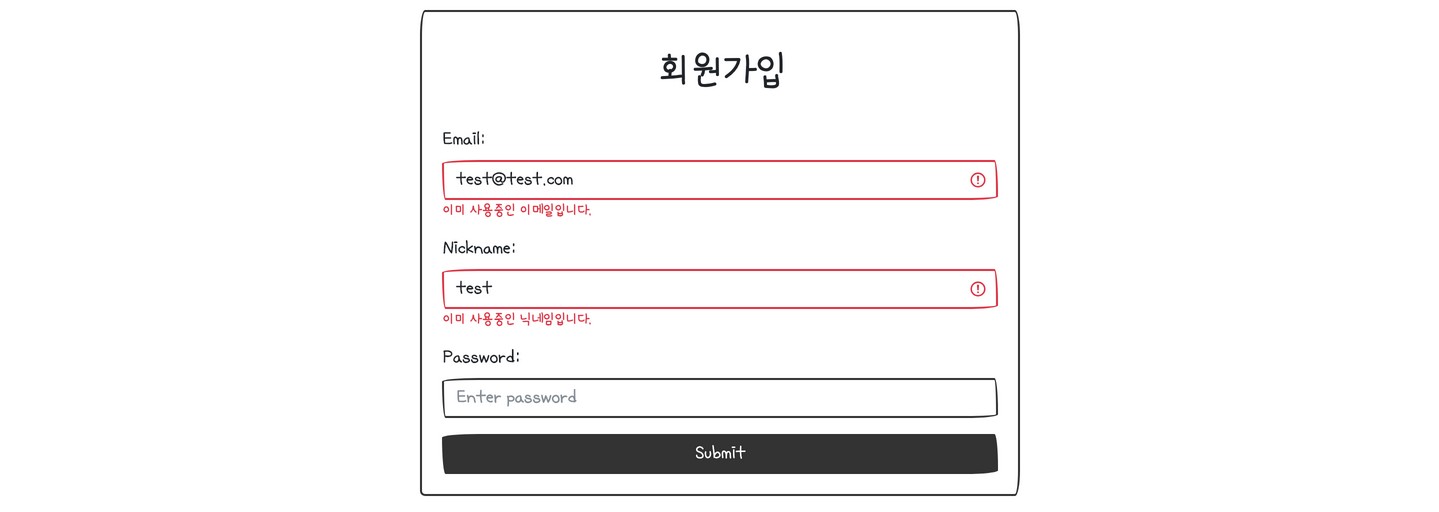 회원가입
Email:
test@test.com
이미 사용중인 이메일입니다.
Nickname:
test
이미 사용중인 닉네임입니다.
Password:
Enter password
Submit